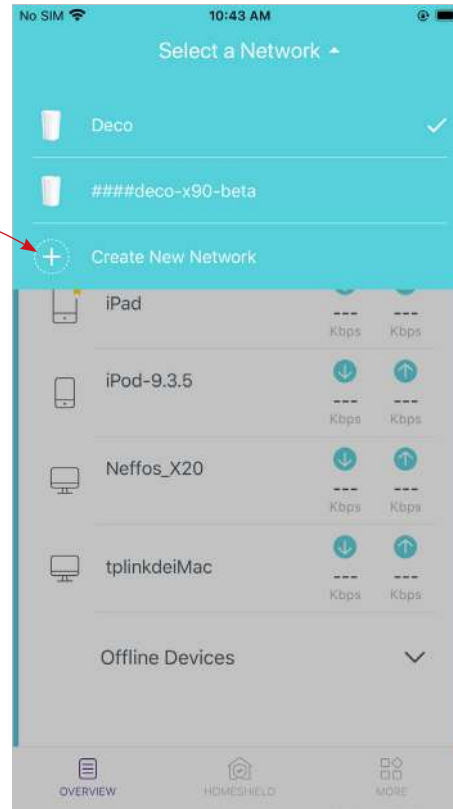 No SIM 10:43 AM
Select a Network
Deco
####deco-x90-beta
Create New Network
iPad
---
---
Kbps
Kbps
iPod-9.3.5
---
---
Kbps
Kbps
Neffos_X20
---
---
Kbps
Kbps
tplinkdeiMac
---
---
Kbps
Kbps
Offline Devices
OVERVIEW
HOMESHIELD
MORE